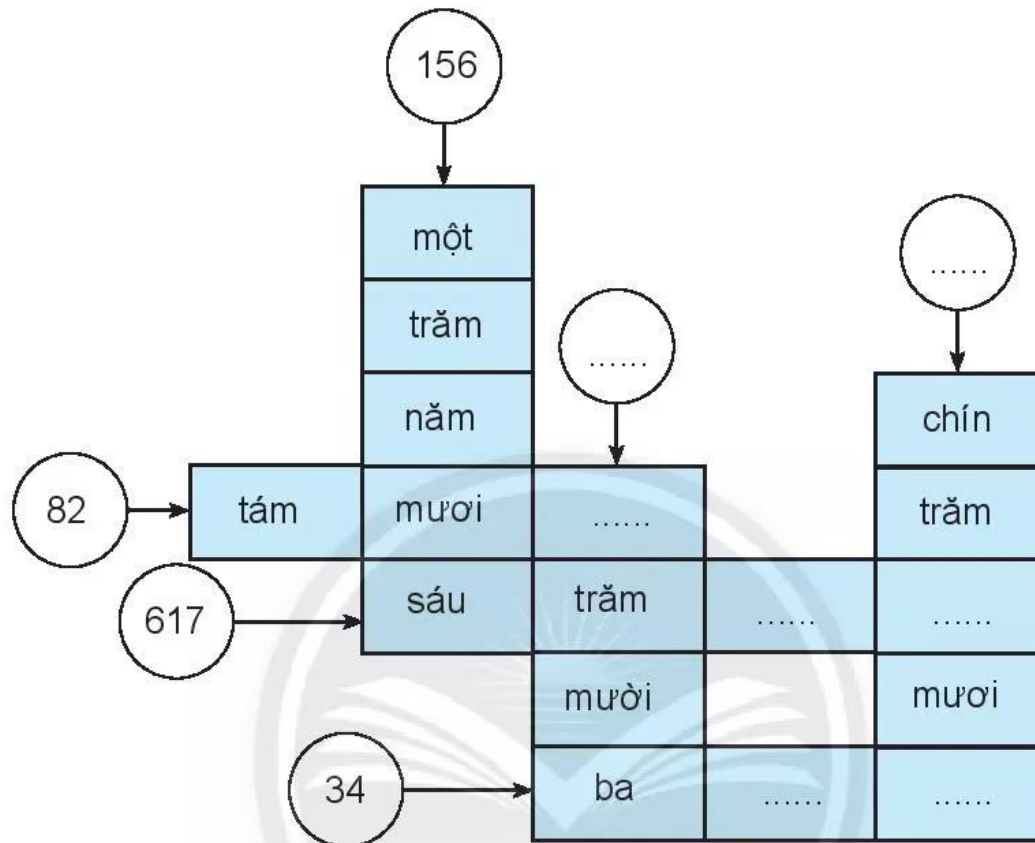 156
một
......
trăm
......
năm
chín
82
tám
mươi
......
trăm
617
sáu
trăm
......
......
mười
mươi
34
ba
......
......